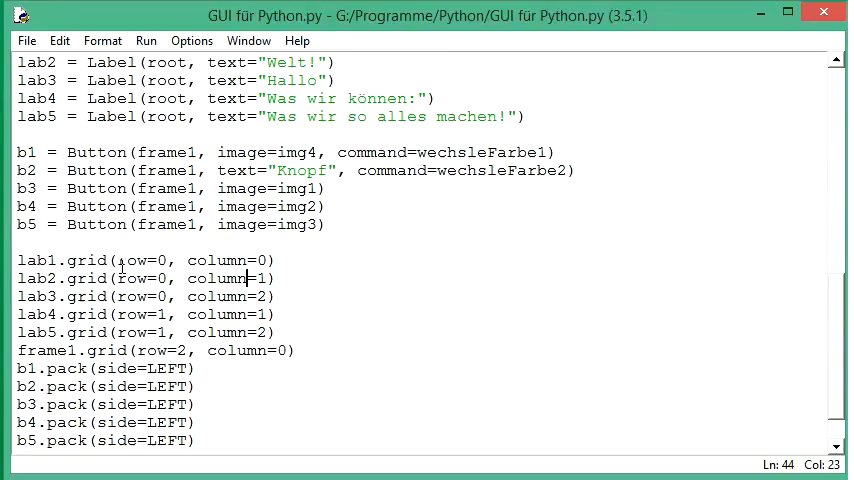 GUI für Python.py - G:/Programme/Python/GUI für Python.py (3.5.1)
File Edit Format Run Options Window Help
lab2 = Label(root, text="Welt!")
lab3 = Label(root, text="Hallo")
lab4 = Label(root, text="Was wir können:")
lab5 = Label(root, text="Was wir so alles machen!")
b1 = Button(frame1, image=img4, command=wechsleFarbe1)
b2 = Button(frame1, text="Knopf", command=wechsleFarbe2)
b3 = Button(frame1, image=img1)
b4 = Button(frame1, image=img2)
b5 = Button(frame1, image=img3)
lab1.grid(row=0, column=0)
lab2.grid(row=0, column=1)
lab3.grid(row=0, column=2)
lab4.grid(row=1, column=1)
lab5.grid(row=1, column=2)
frame1.grid(row=2, column=0)
b1.pack(side=LEFT)
b2.pack(side=LEFT)
b3.pack(side=LEFT)
b4.pack(side=LEFT)
b5.pack(side=LEFT)
Ln: 44 Col: 23